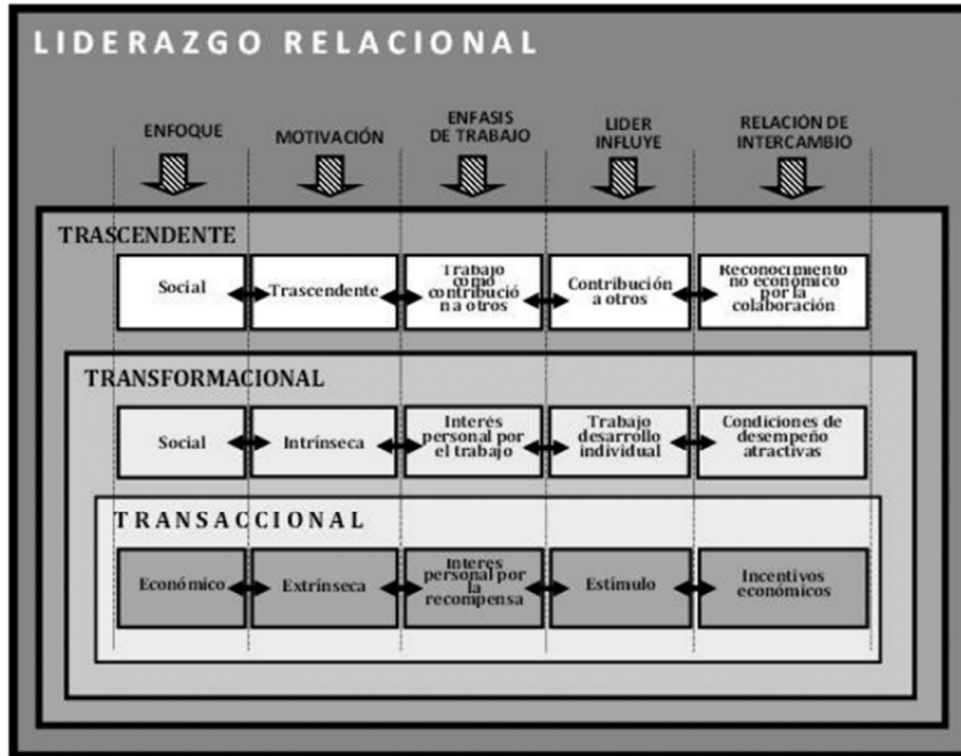 LIDERAZGO RELACIONAL
ENFOQUE
MOTIVACIÓN
ENFASIS
DE TRABAJO
LIDER
INFLUYE
RELACIÓN DE
INTERCAMBIO
TRASCENDENTE
Social
Trascendente
Trabajo
como
contribució
n a otros
Contribución
a otros
Reconocimiento
no económico
por la
colaboración
TRANSFORMACIONAL
Social
Intrínseca
Interés
personal por
el trabajo
Trabajo
desarrollo
individual
Condiciones de
desempeño
atractivas
TRANSACCIONAL
Económico
Extrínseca
Interés
personal por
la
recompensa
Estímulo
Incentivos
económicos